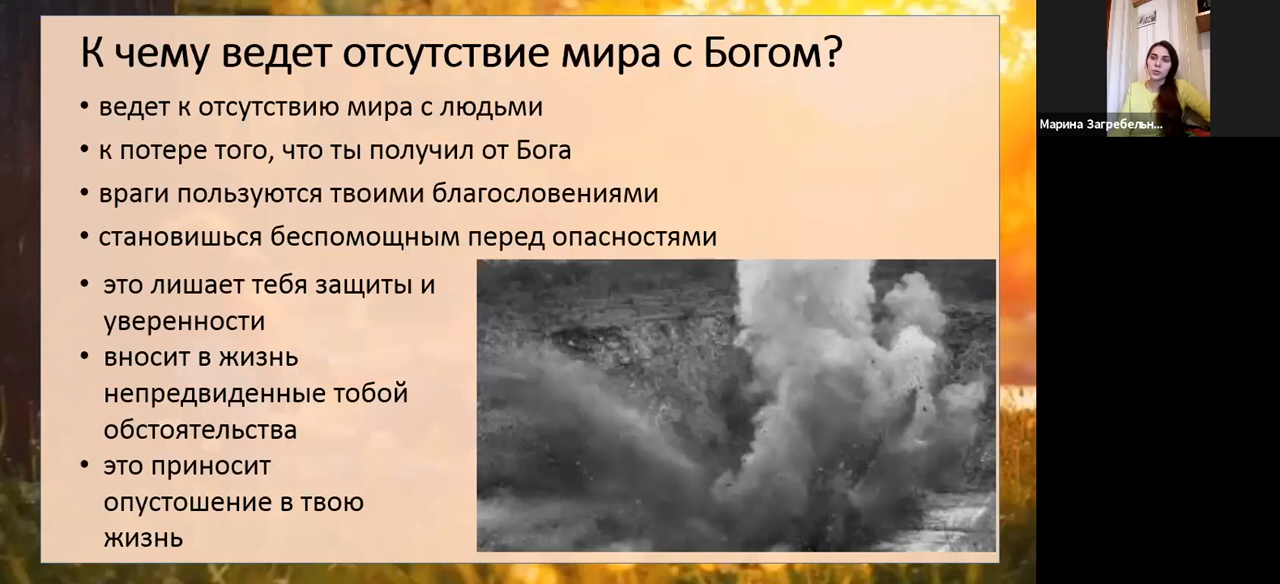 К чему ведет отсутствие мира с Богом?
• ведет к отсутствию мира с людьми
• к потере того, что ты получил от Бога
• враги пользуются твоими благословениями
• становишься беспомощным перед опасностями
• это лишает тебя защиты и
уверенности
• вносит в жизнь
непредвиденные тобой
обстоятельства
• это приносит
опустошение в твою
жизнь
Марина Загребельн...